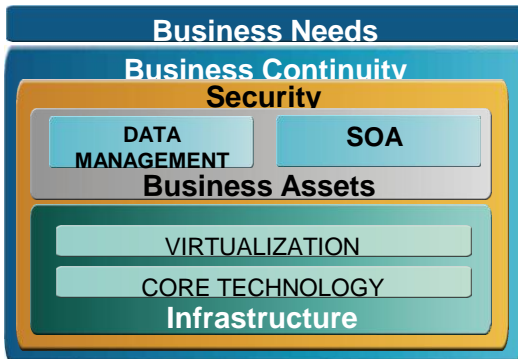 Business Needs
Business Continuity
Security
DATA
MANAGEMENT
SOA
Business Assets
VIRTUALIZATION
CORE TECHNOLOGY
Infrastructure